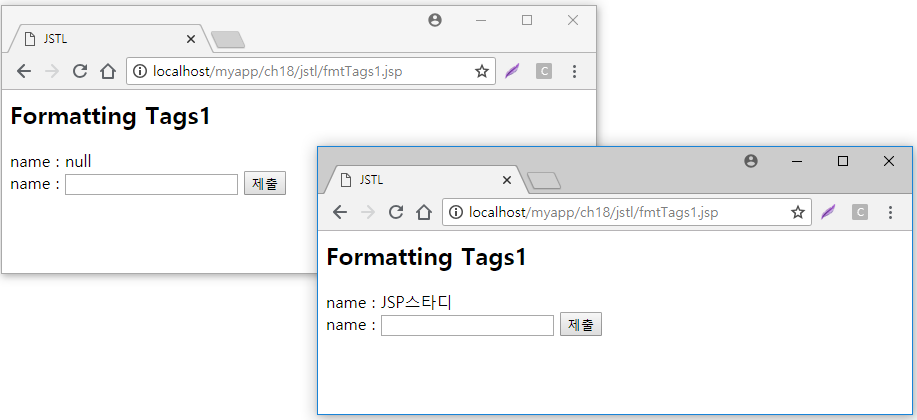 JSTL
localhost/myapp/ch18/jstl/fmtTags1.jsp
C
Formatting Tags1
name : null
name : 제출
JSTL
localhost/myapp/ch18/jstl/fmtTags1.jsp
C
Formatting Tags1
name : JSP스타디
name : 제출